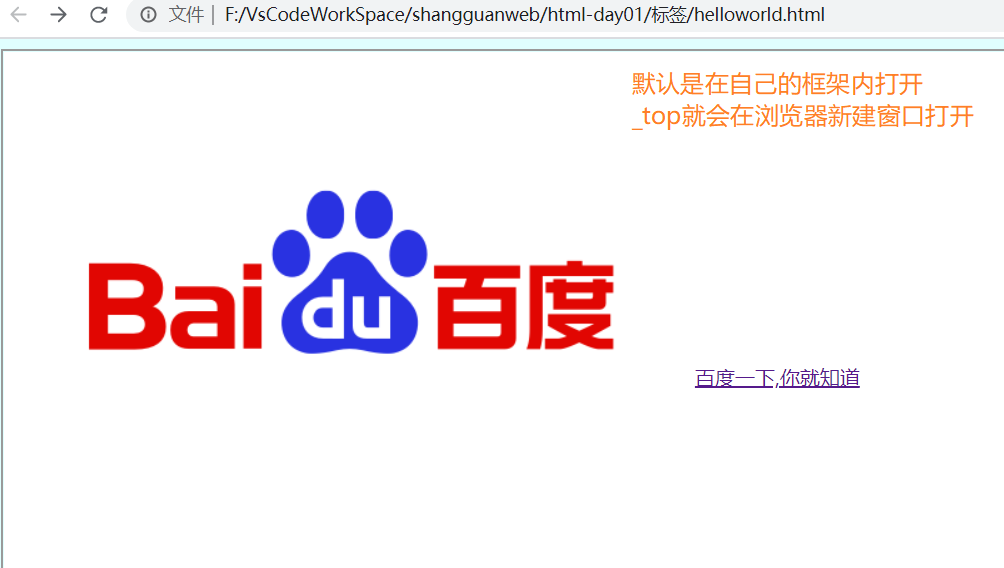 文件 | F:/VsCodeWorkSpace/shangguanweb/html-day01/标签/helloworld.html
默认是在自己的框架内打开
_top就会在浏览器新建窗口打开
Bai du 百度
百度一下,你就知道